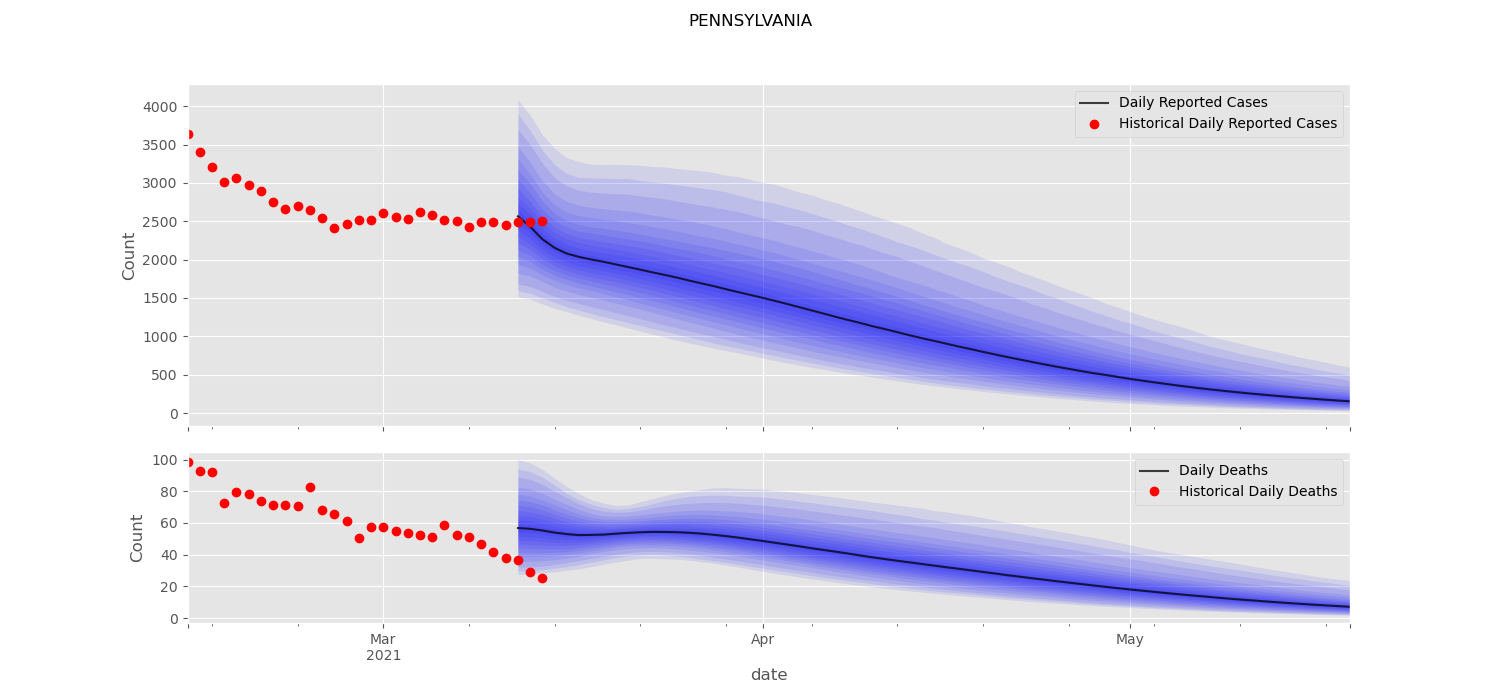 PENNSYLVANIA
Daily Reported Cases
Historical Daily Reported Cases
4000
3500
3000
2500
2000
1500
1000
500
0
Count
Daily Deaths
Historical Daily Deaths
100
80
60
40
20
0
Count
Mar
2021
Apr
May
date